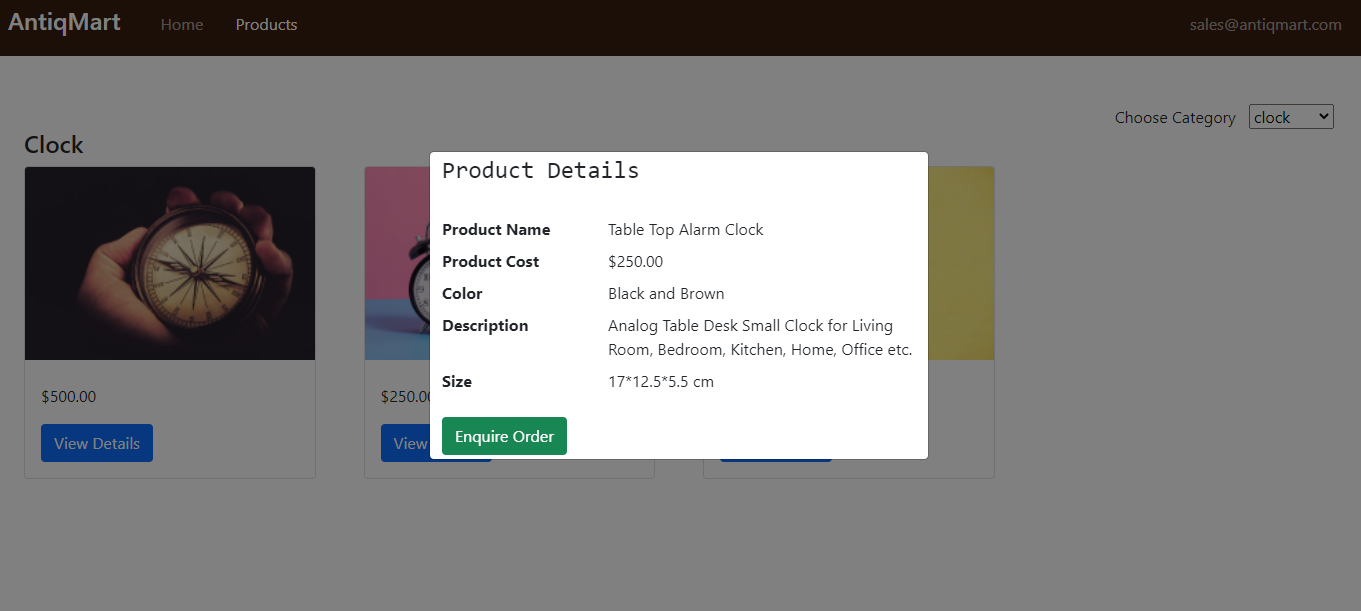 AntiqMart Home Products sales@antiqmart.com
Choose Category clock
Clock
Product Details
Product Name Table Top Alarm Clock
Product Cost $250.00
Color Black and Brown
Description Analog Table Desk Small Clock for Living
Room, Bedroom, Kitchen, Home, Office etc.
Size 17*12.5*5.5 cm
Enquire Order
$500.00
View Details
$250.00
View